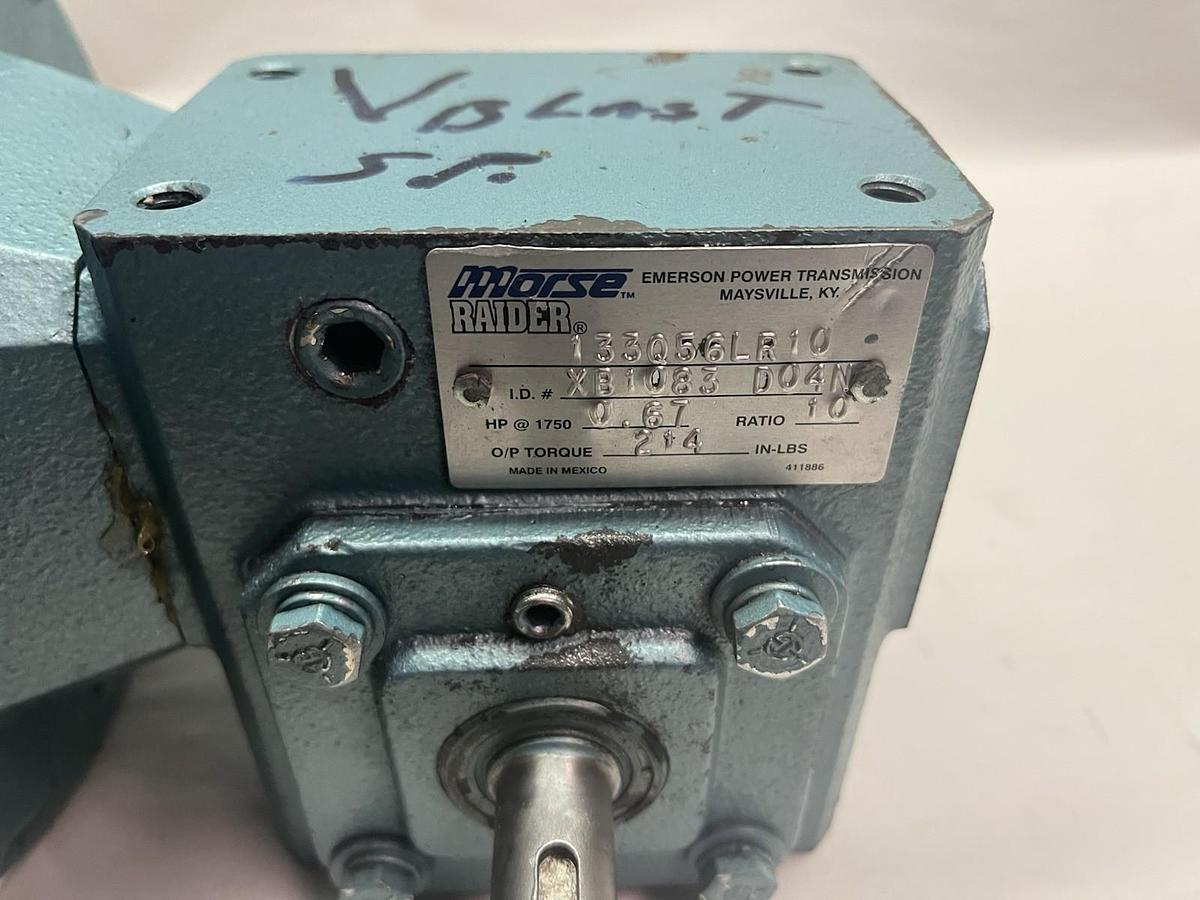 VBLAST
S.P.
morse™ EMERSON POWER TRANSMISSION
MAYSVILLE, KY.
RAIDER®
133Q56LR10
I.D. # XB1083 D04N
HP @ 1750 0.67 RATIO 10
O/P TORQUE 214 IN-LBS
MADE IN MEXICO 411886